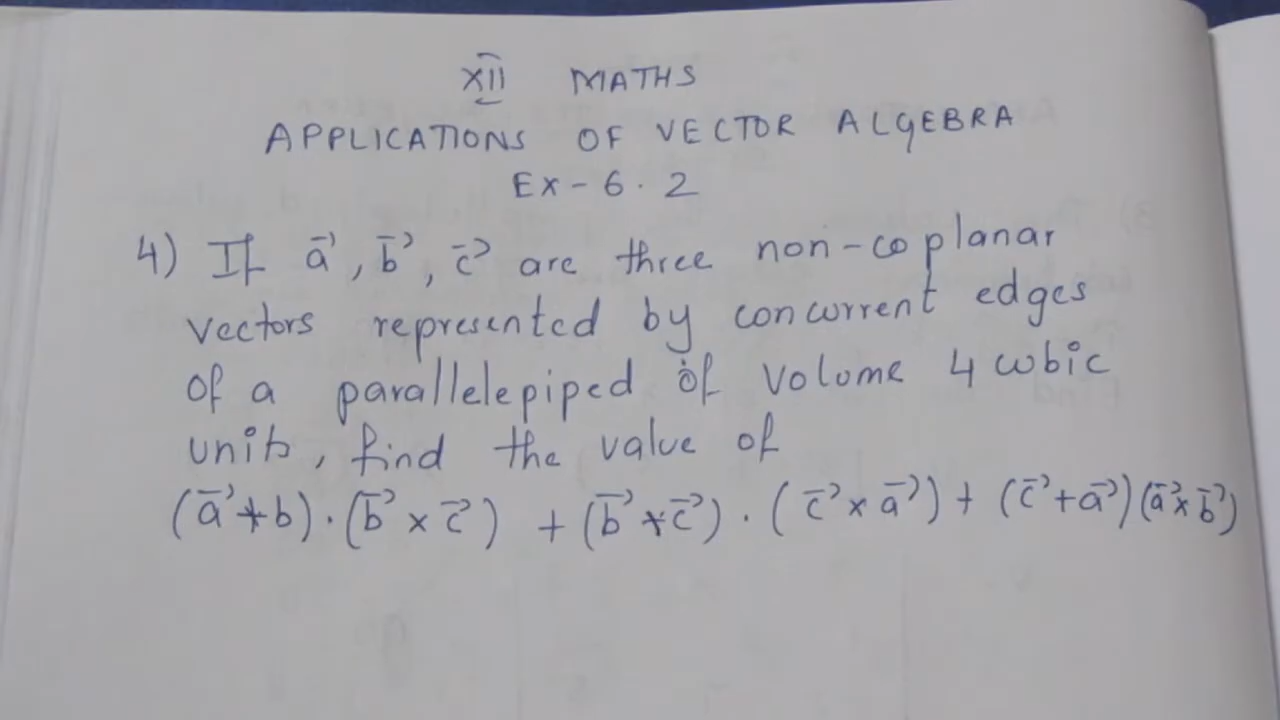 XII MATHS
APPLICATIONS OF VECTOR ALGEBRA
Ex - 6.2
4) If a⃗, b⃗, c⃗ are three non-coplanar
vectors represented by concurrent edges
of a parallelepiped of volume 4 cubic
units, find the value of
(a⃗+b)·(b⃗×c⃗) + (b⃗+c⃗)·(c⃗×a⃗) + (c⃗+a⃗)(a⃗×b⃗)